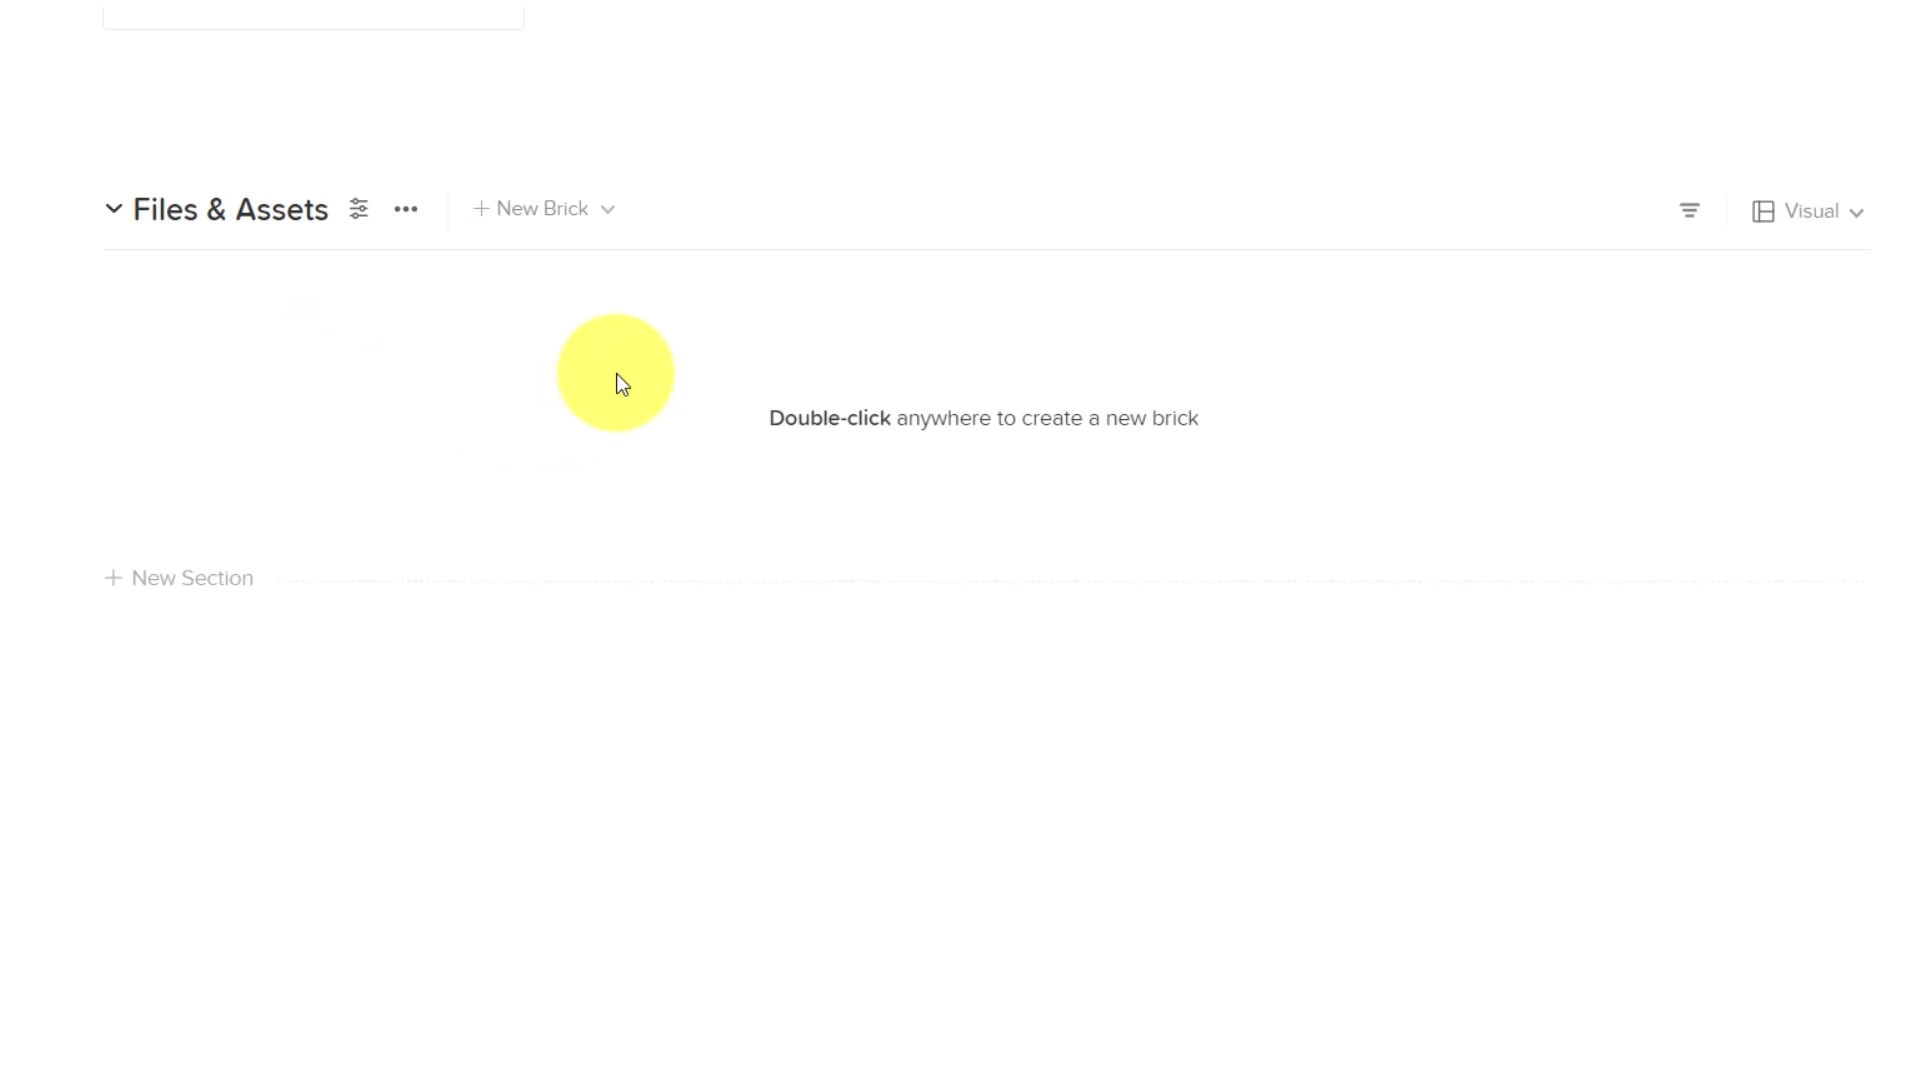 Files & Assets
New Brick
Visual
Double-click anywhere to create a new brick
New Section